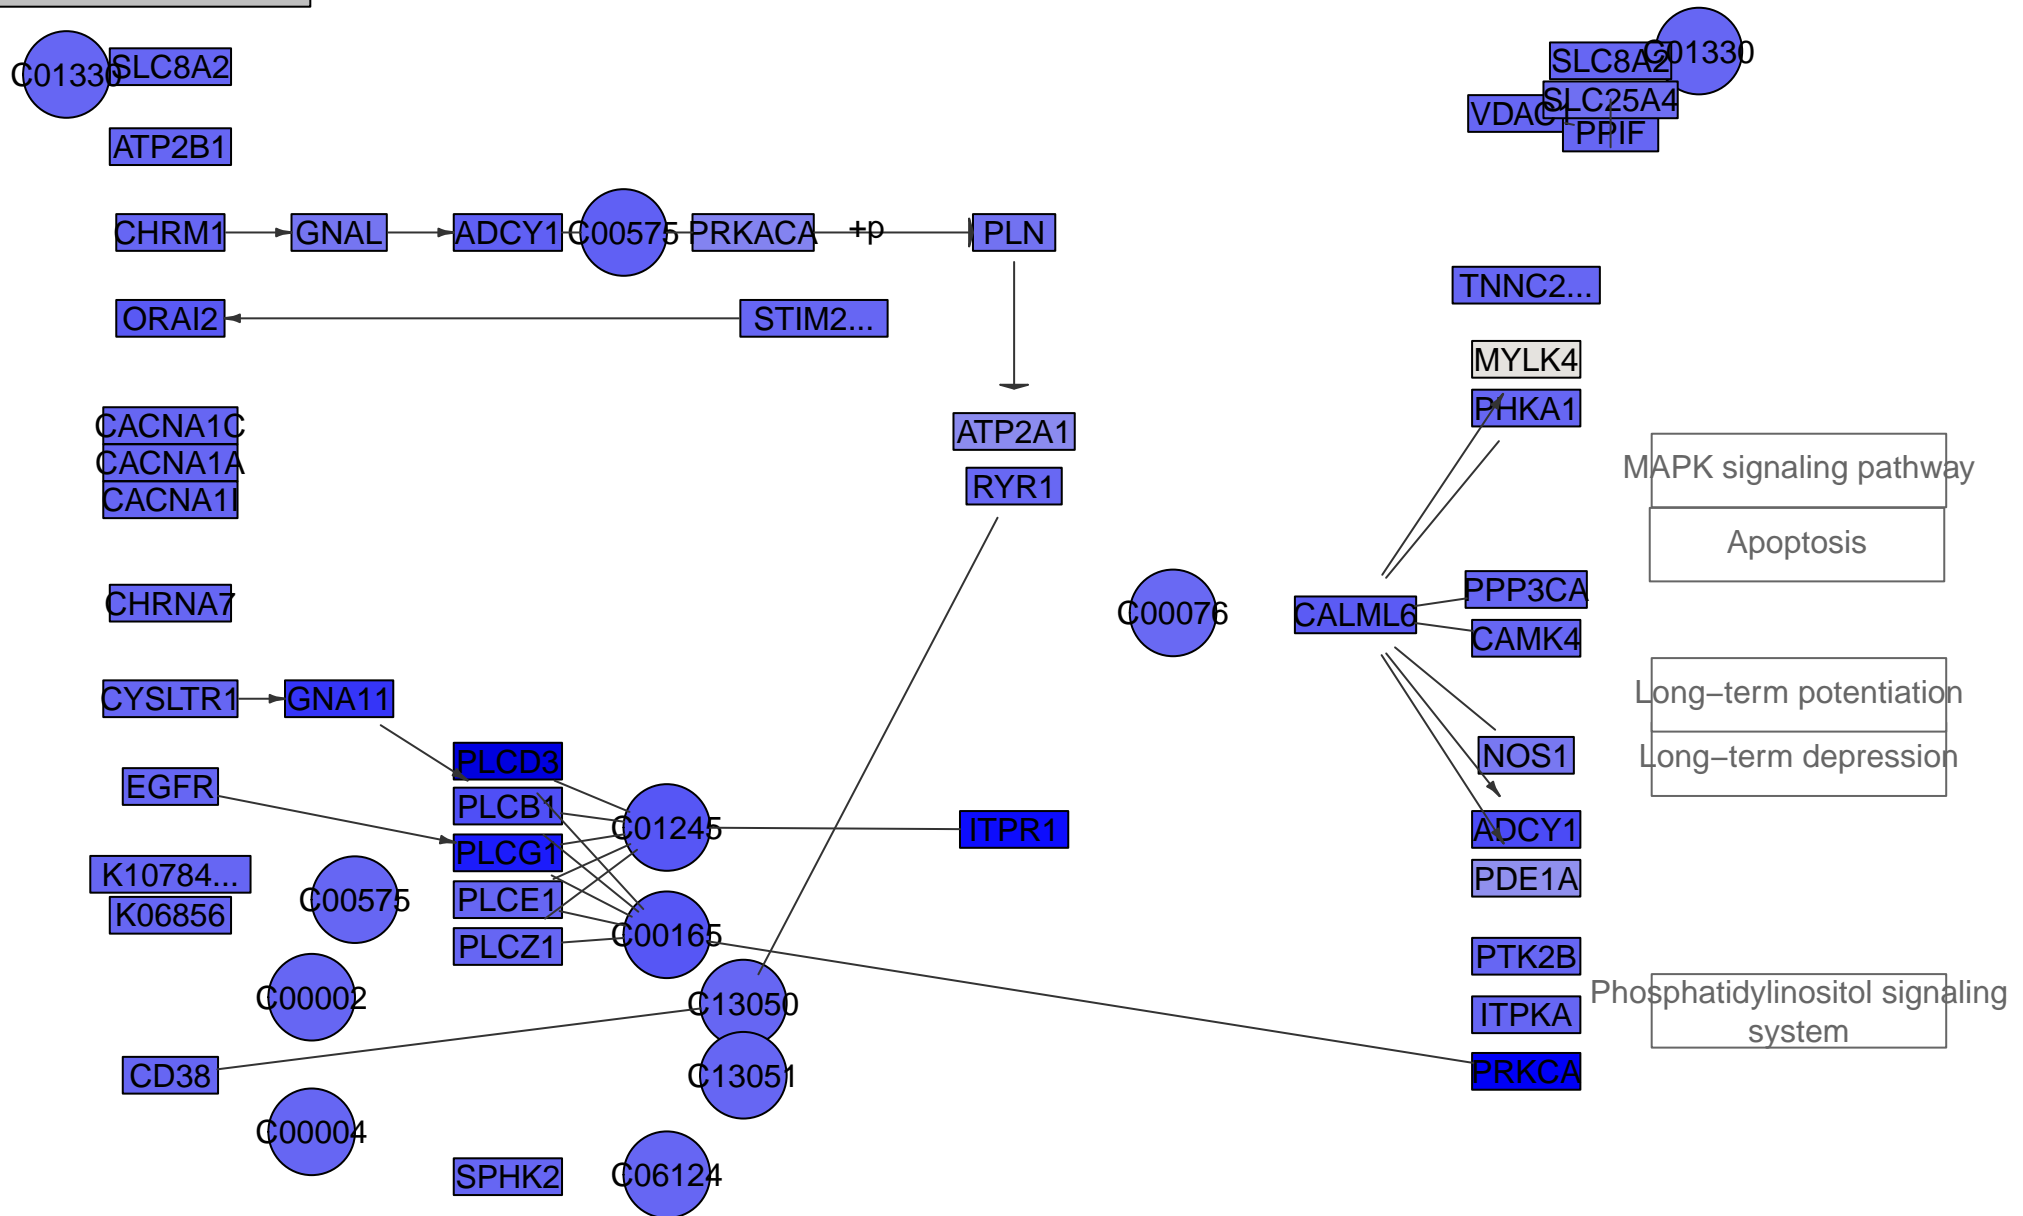 C01330
SLC8A2
SLC8A2
C01330
SLC25A4
VDAC1
PPIF
ATP2B1
CHRM1
GNAL
ADCY1
C00575
PRKACA
+p
PLN
TNNC2...
ORAI2
STIM2...
MYLK4
PHKA1
CACNA1C
CACNA1A
CACNA1I
ATP2A1
RYR1
MAPK signaling pathway
Apoptosis
CHRNA7
C00076
CALML6
PPP3CA
CAMK4
CYSLTR1
GNA11
Long–term potentiation
Long–term depression
NOS1
PLCD3
EGFR
PLCB1
C01245
ITPR1
ADCY1
PLCG1
K10784...
C00575
PLCE1
PDE1A
K06856
PLCZ1
C00165
PTK2B
C00002
C13050
ITPKA
Phosphatidylinositol signaling
system
CD38
C13051
PRKCA
C00004
SPHK2
C06124